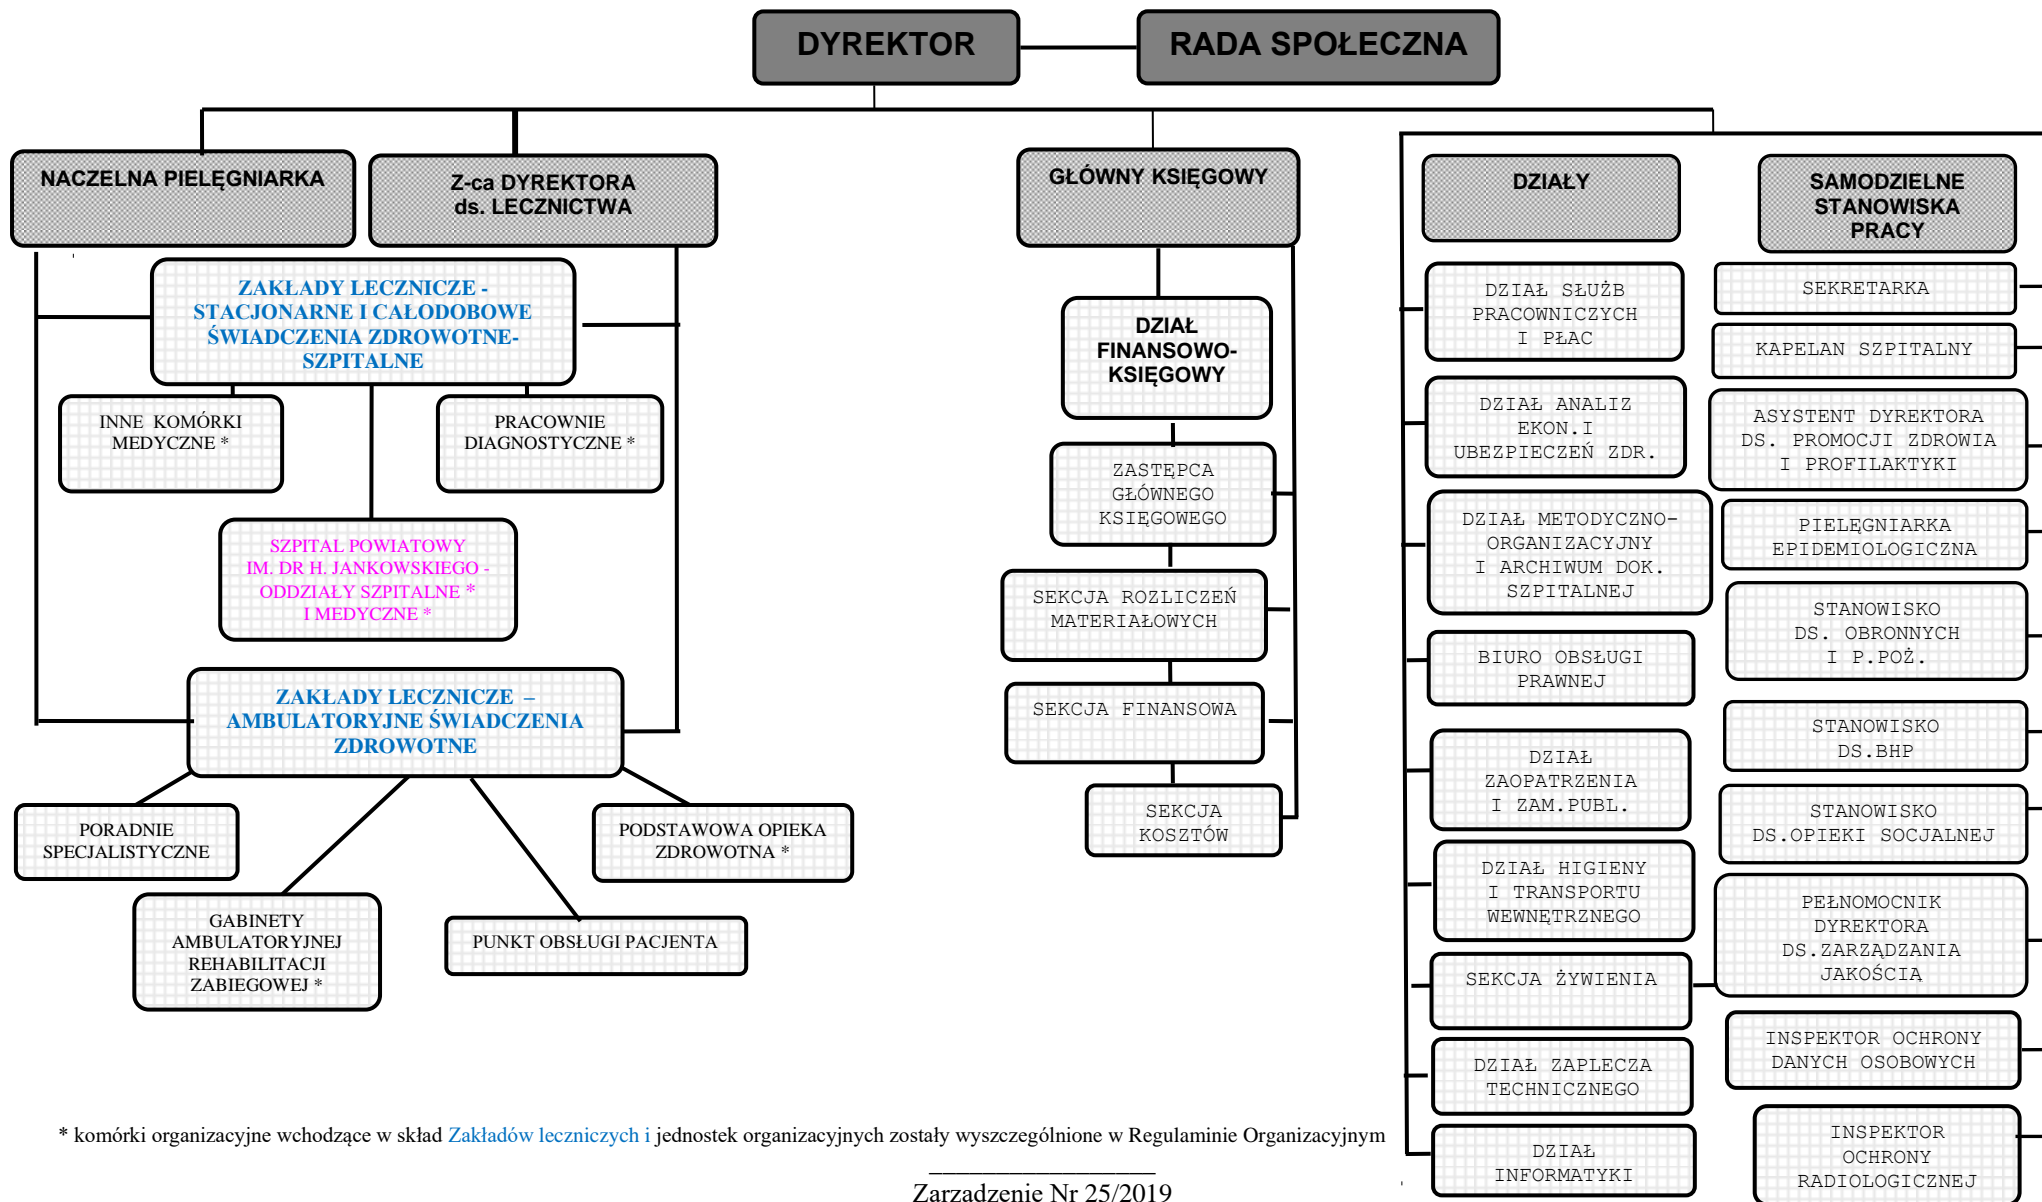 DYREKTOR
RADA SPOŁECZNA
NACZELNA PIELĘGNIARKA
Z-ca DYREKTORA
ds. LECZNICTWA
GŁÓWNY KSIĘGOWY
DZIAŁY
SAMODZIELNE
STANOWISKA
PRACY
ZAKŁADY LECZNICZE -
STACJONARNE I CAŁODOBOWE
ŚWIADCZENIA ZDROWOTNE-
SZPITALNE
INNE KOMÓRKI
MEDYCZNE *
PRACOWNIE
DIAGNOSTYCZNE *
SZPITAL POWIATOWY
IM. DR H. JANKOWSKIEGO -
ODDZIAŁY SZPITALNE *
I MEDYCZNE *
ZAKŁADY LECZNICZE –
AMBULATORYJNE ŚWIADCZENIA
ZDROWOTNE
PORADNIE
SPECJALISTYCZNE
PODSTAWOWA OPIEKA
ZDROWOTNA *
GABINETY
AMBULATORYJNEJ
REHABILITACJI
ZABIEGOWEJ *
PUNKT OBSŁUGI PACJENTA
DZIAŁ
FINANSOWO-
KSIĘGOWY
ZASTĘPCA
GŁÓWNEGO
KSIĘGOWEGO
SEKCJA ROZLICZEŃ
MATERIAŁOWYCH
SEKCJA FINANSOWA
SEKCJA
KOSZTÓW
DZIAŁ SŁUŻB
PRACOWNICZYCH
I PŁAC
DZIAŁ ANALIZ
EKON.I
UBEZPIECZEŃ ZDR.
DZIAŁ METODYCZNO-
ORGANIZACYJNY
I ARCHIWUM DOK.
SZPITALNEJ
BIURO OBSŁUGI
PRAWNEJ
DZIAŁ
ZAOPATRZENIA
I ZAM.PUBL.
DZIAŁ HIGIENY
I TRANSPORTU
WEWNĘTRZNEGO
SEKCJA ŻYWIENIA
DZIAŁ ZAPLECZA
TECHNICZNEGO
DZIAŁ
INFORMATYKI
SEKRETARKA
KAPELAN SZPITALNY
ASYSTENT DYREKTORA
DS. PROMOCJI ZDROWIA
I PROFILAKTYKI
PIELĘGNIARKA
EPIDEMIOLOGICZNA
STANOWISKO
DS. OBRONNYCH
I P.POŻ.
STANOWISKO
DS.BHP
STANOWISKO
DS.OPIEKI SOCJALNEJ
PEŁNOMOCNIK
DYREKTORA
DS.ZARZĄDZANIA
JAKOŚCIĄ
INSPEKTOR OCHRONY
DANYCH OSOBOWYCH
INSPEKTOR
OCHRONY
RADIOLOGICZNEJ
* komórki organizacyjne wchodzące w skład Zakładów leczniczych i jednostek organizacyjnych zostały wyszczególnione w Regulaminie Organizacyjnym
Zarządzenie Nr 25/2019